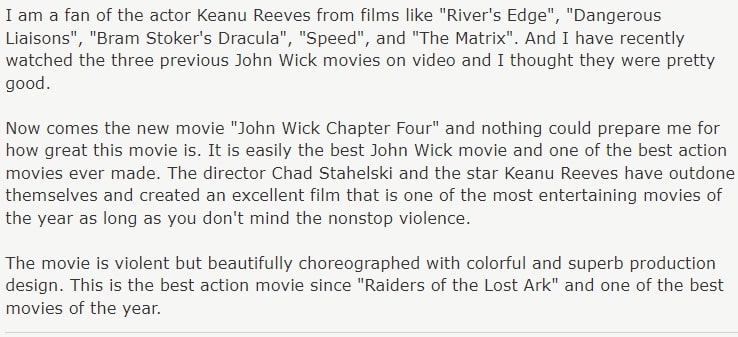 I am a fan of the actor Keanu Reeves from films like "River's Edge", "Dangerous
Liaisons", "Bram Stoker's Dracula", "Speed", and "The Matrix". And I have recently
watched the three previous John Wick movies on video and I thought they were pretty
good.
Now comes the new movie "John Wick Chapter Four" and nothing could prepare me for
how great this movie is. It is easily the best John Wick movie and one of the best action
movies ever made. The director Chad Stahelski and the star Keanu Reeves have outdone
themselves and created an excellent film that is one of the most entertaining movies of
the year as long as you don't mind the nonstop violence.
The movie is violent but beautifully choreographed with colorful and superb production
design. This is the best action movie since "Raiders of the Lost Ark" and one of the best
movies of the year.